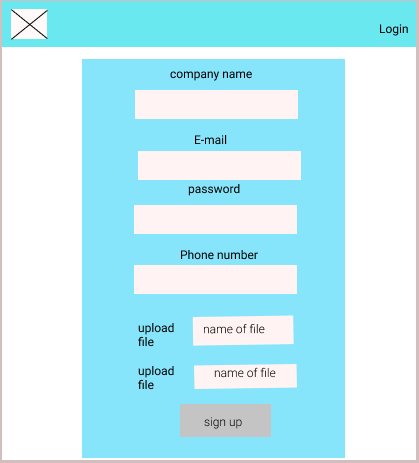 Login
company name
E-mail
password
Phone number
upload
file
name of file
upload
file
name of file
sign up